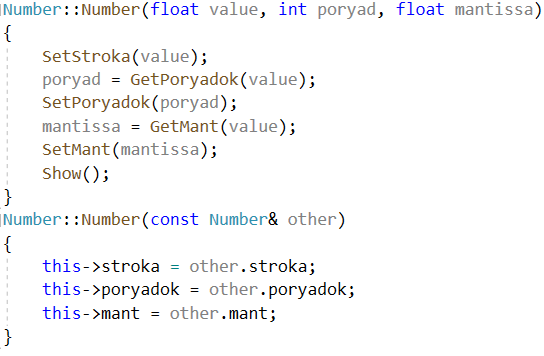 Number::Number(float value, int poryad, float mantissa)
{
    SetStroka(value);
    poryad = GetPoryadok(value);
    SetPoryadok(poryad);
    mantissa = GetMant(value);
    SetMant(mantissa);
    Show();
}
Number::Number(const Number& other)
{
    this->stroka = other.stroka;
    this->poryadok = other.poryadok;
    this->mant = other.mant;
}